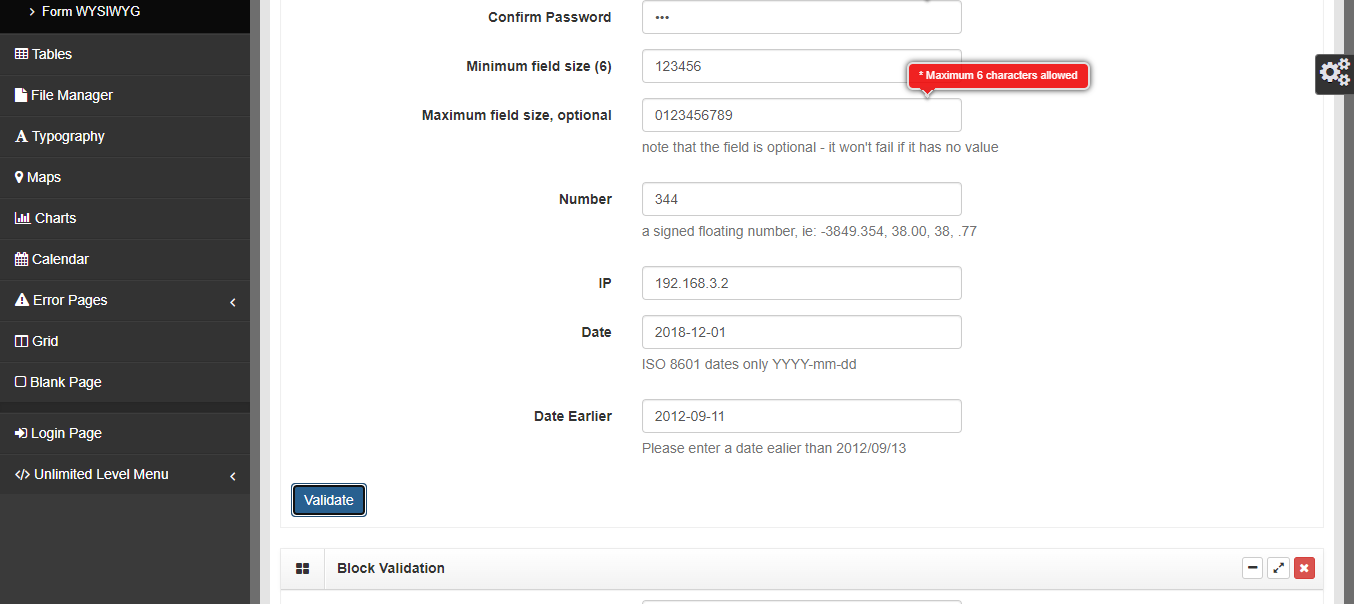 Form WYSIWYG
Tables
File Manager
Typography
Maps
Charts
Calendar
Error Pages
Grid
Blank Page
Login Page
Unlimited Level Menu
Confirm Password
•••
Minimum field size (6)
123456
* Maximum 6 characters allowed
Maximum field size, optional
0123456789
note that the field is optional - it won't fail if it has no value
Number
344
a signed floating number, ie: -3849.354, 38.00, 38, .77
IP
192.168.3.2
Date
2018-12-01
ISO 8601 dates only YYYY-mm-dd
Date Earlier
2012-09-11
Please enter a date ealier than 2012/09/13
Validate
Block Validation